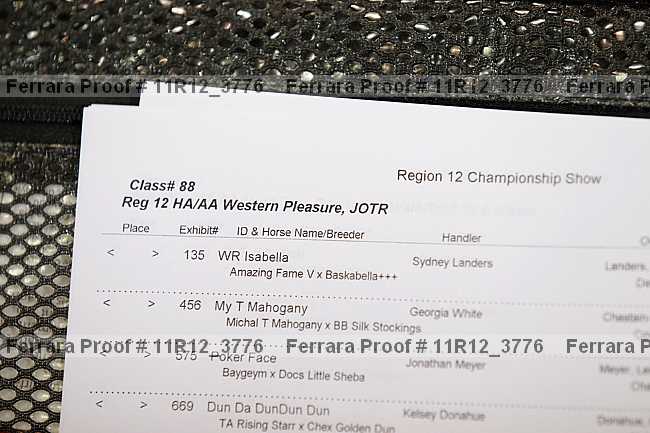 Ferrara Proof # 11R12_3776 Ferrara Proof # 11R12_3776 Ferrara P
Region 12 Championship Show
Class# 88
Reg 12 HA/AA Western Pleasure, JOTR
Place Exhibit# ID & Horse Name/Breeder Handler
< > 135 WR Isabella Sydney Landers Landers,
Amazing Fame V x Baskabella+++
< > 456 My T Mahogany Georgia White
Michal T Mahogany x BB Silk Stockings
Ferrara Proof # 11R12_3776 Ferrara Proof # 11R12_3776 Ferrara P
< > 575 Poker Face Jonathan Meyer Meyer,
Baygeym x Docs Little Sheba
< > 669 Dun Da DunDun Dun Kelsey Donahue Donahue,
TA Rising Starr x Chex Golden Dun